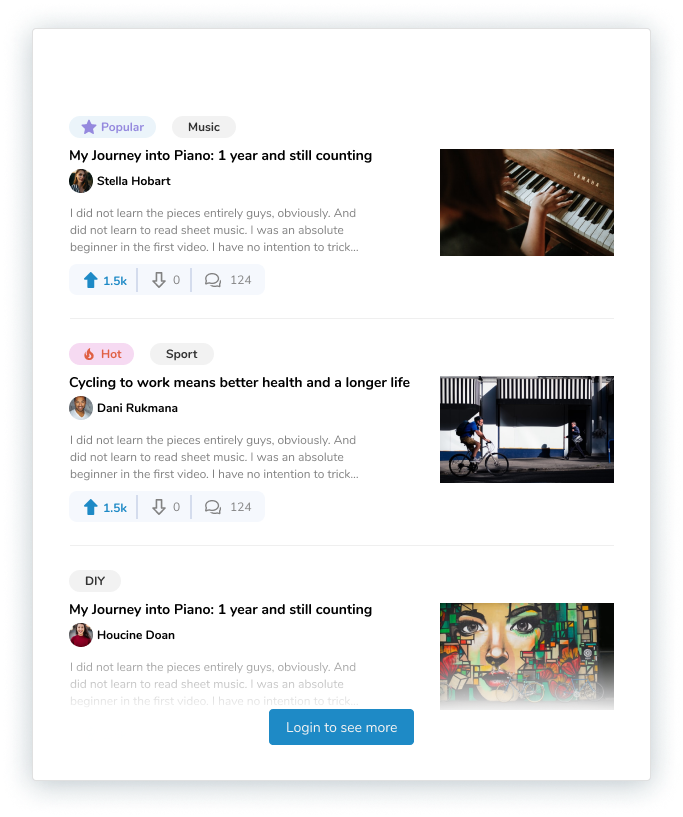 Popular Music
My Journey into Piano: 1 year and still counting
Stella Hobart
YAMAHA
I did not learn the pieces entirely guys, obviously. And
did not learn to read sheet music. I was an absolute
beginner in the first video. I have no intention to trick...
1.5k 0 124
Hot Sport
Cycling to work means better health and a longer life
Dani Rukmana
I did not learn the pieces entirely guys, obviously. And
did not learn to read sheet music. I was an absolute
beginner in the first video. I have no intention to trick...
1.5k 0 124
DIY
My Journey into Piano: 1 year and still counting
Houcine Doan
I did not learn the pieces entirely guys, obviously. And
did not learn to read sheet music. I was an absolute
beginner in the first video. I have no intention to trick...
Login to see more